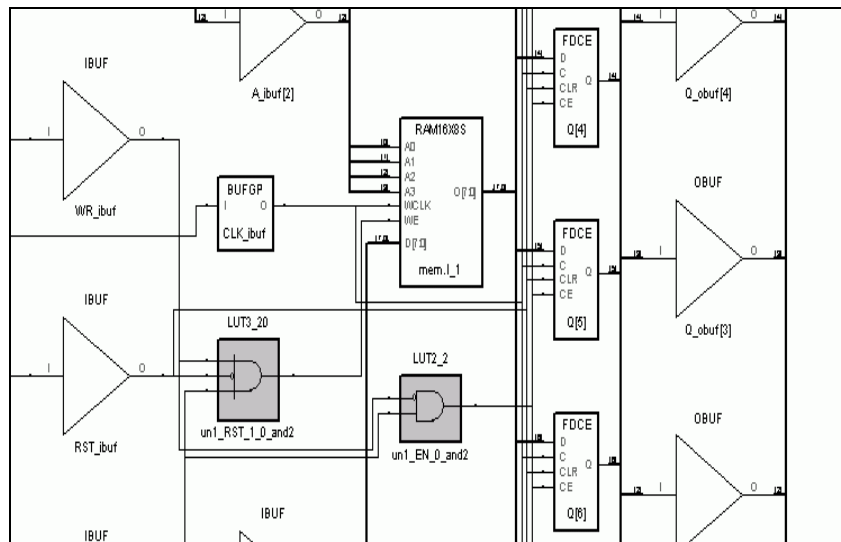 FDCE
D
C
CLR
CE
Q
Q[4]
IBUF
I
O
WR_ibuf
A_ibuf[2]
I
O
Q_obuf[4]
RAM16X8S
A0
A1
A2
A3
WCLK
WE
D[7:0]
O[7:0]
mem.I_1
BUFGP
I
O
CLK_ibuf
FDCE
D
C
CLR
CE
Q
Q[5]
OBUF
I
O
Q_obuf[3]
IBUF
I
O
RST_ibuf
LUT3_20
un1_RST_1_0_and2
LUT2_2
un1_EN_0_and2
FDCE
D
C
CLR
CE
Q
Q[6]
OBUF
I
O
IBUF
IBUF